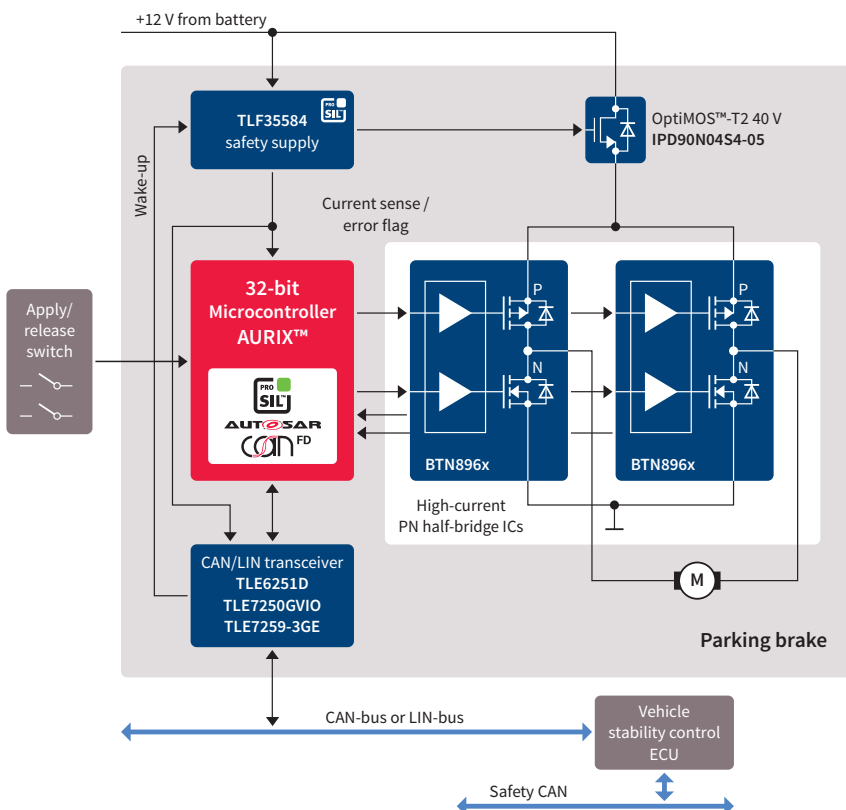 +12 V from battery
TLF35584
safety supply
PRO
SIL™
OptiMOS™-T2 40 V
IPD90N04S4-05
Wake-up
Current sense /
error flag
Apply/
release
switch
32-bit
Microcontroller
AURIX™
PRO
SIL™
AUTOSAR
CAN FD
P
N
BTN896x
P
N
BTN896x
High-current
PN half-bridge ICs
CAN/LIN transceiver
TLE6251D
TLE7250GVIO
TLE7259-3GE
M
Parking brake
CAN-bus or LIN-bus
Vehicle
stability control
ECU
Safety CAN